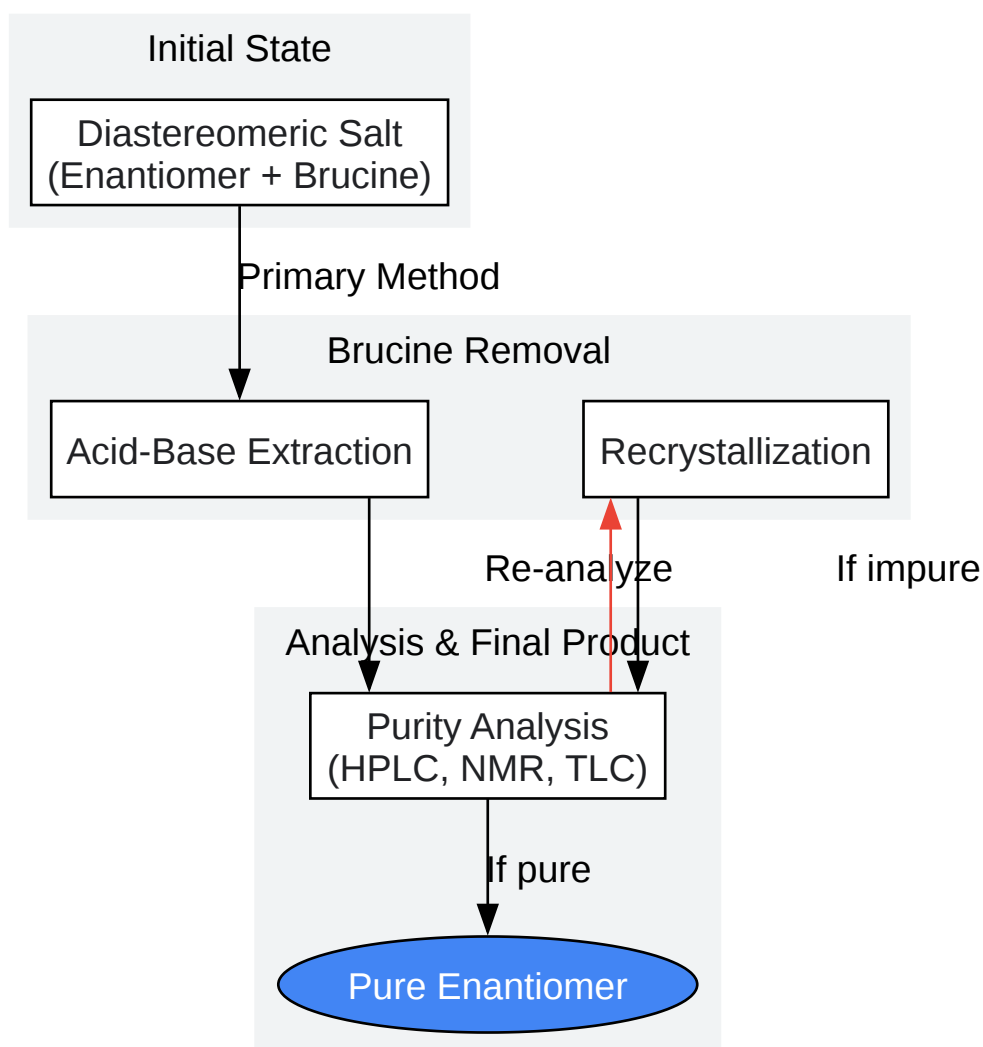 Initial State
Diastereomeric Salt
(Enantiomer + Brucine)
Primary Method
Brucine Removal
Acid-Base Extraction
Recrystallization
Re-analyze
If impure
Analysis & Final Product
Purity Analysis
(HPLC, NMR, TLC)
If pure
Pure Enantiomer